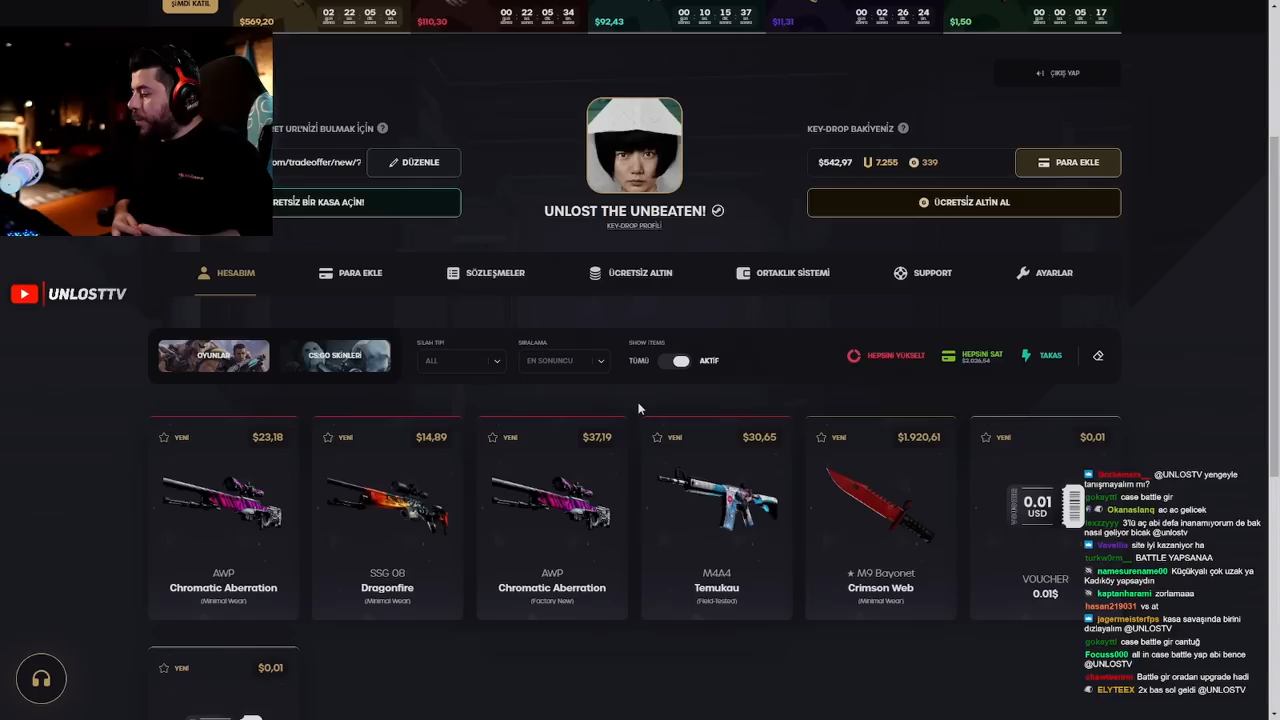 ŞİMDİ KATIL
$569,20
02 22 05 06
$110,30
00 22 05 34
$92,43
00 10 15 37
$11,31
00 02 26 24
$1,50
00 00 05 17
ÇIKIŞ YAP
RET URL'NİZİ BULMAK İÇİN ?
KEY-DROP BAKİYENİZ ?
om/tradeoffer/new/?
DÜZENLE
$542,97 U 7.255 G 339
PARA EKLE
RETSİZ BİR KASA AÇIN!
ÜCRETSİZ ALTIN AL
UNLOST THE UNBEATEN!
KEY-DROP PROFİLİ
HESABIM
PARA EKLE
SÖZLEŞMELER
ÜCRETSİZ ALTIN
ORTAKLIK SİSTEMİ
SUPPORT
AYARLAR
UNLOSTTV
OYUNLAR
CS:GO SKİNLERİ
SİLAH TİPİ
ALL
SIRALAMA
EN SONUNCU
SHOW ITEMS
TÜMÜ
AKTİF
HEPSİNİ YÜKSELT
HEPSİNİ SAT
$2.026,54
TAKAS
YENİ $23,18
YENİ $14,89
YENİ $37,19
YENİ $30,65
YENİ $1.920,61
YENİ $0,01
0.01
USD
AWP
Chromatic Aberration
(Minimal Wear)
SSG 08
Dragonfire
(Minimal Wear)
AWP
Chromatic Aberration
(Factory New)
M4A4
Temukau
(Field-Tested)
★ M9 Bayonet
Crimson Web
(Minimal Wear)
VOUCHER
0.01$
YENİ $0,01
@UNLOSTV yengeyle
tanışmayalım mı?
gokeyttl case battle gir
Okanaslanq ac ac gelicek
lexzzyyy 3'lü aç abi defa inanamıyorum de bak
nasıl geliyor bicak @unlostv
Vavellia site iyi kazaniyor ha
turkw0rm__ BATTLE YAPSANAA
namesurename00 Küçükyalı çok uzak ya
Kadıköy yapsaydın
kaptanharami zorlamaaa
hasan219031 vs at
jagermeisterfps kasa savaşında birini
dızlayalım @UNLOSTV
gokeyttl case battle gir cantuğ
Focuss000 all in case battle yap abi bence
@UNLOSTV
Battle gir oradan upgrade hadi
ELYTEEX 2x bas sol geldi @UNLOSTV